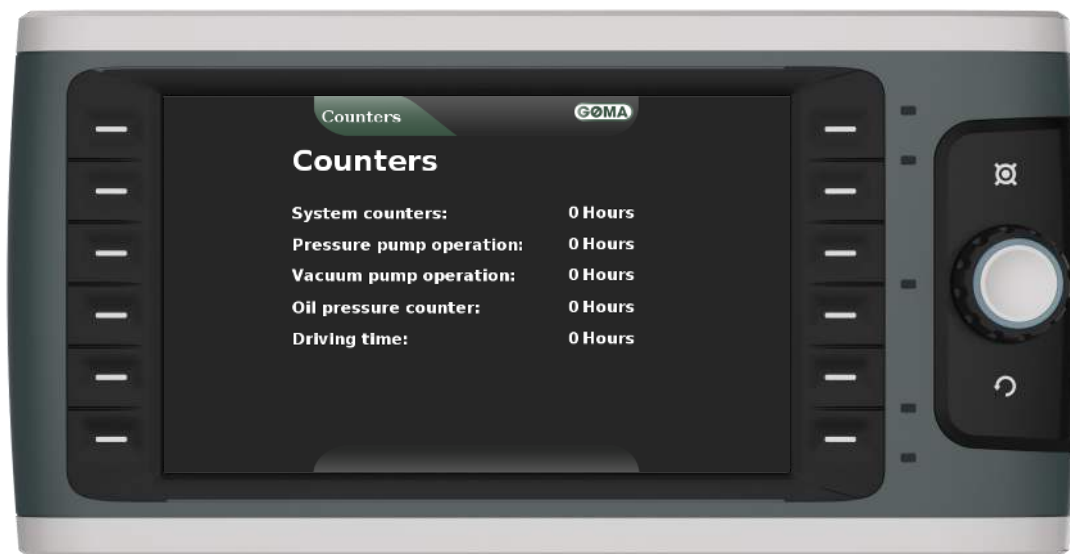 Counters
GOMA
Counters
System counters: 0 Hours
Pressure pump operation: 0 Hours
Vacuum pump operation: 0 Hours
Oil pressure counter: 0 Hours
Driving time: 0 Hours